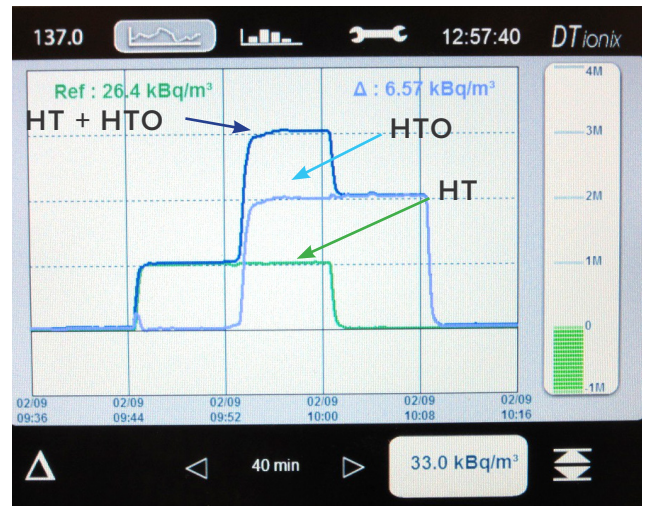 137.0
12:57:40
DTionix
Ref : 26.4 kBq/m³
Δ : 6.57 kBq/m³
HT + HTO
HTO
HT
4M
3M
2M
1M
0
-1M
02/09 02/09 02/09 02/09 02/09 02/09
09:36 09:44 09:52 10:00 10:08 10:16
Δ
40 min
33.0 kBq/m³